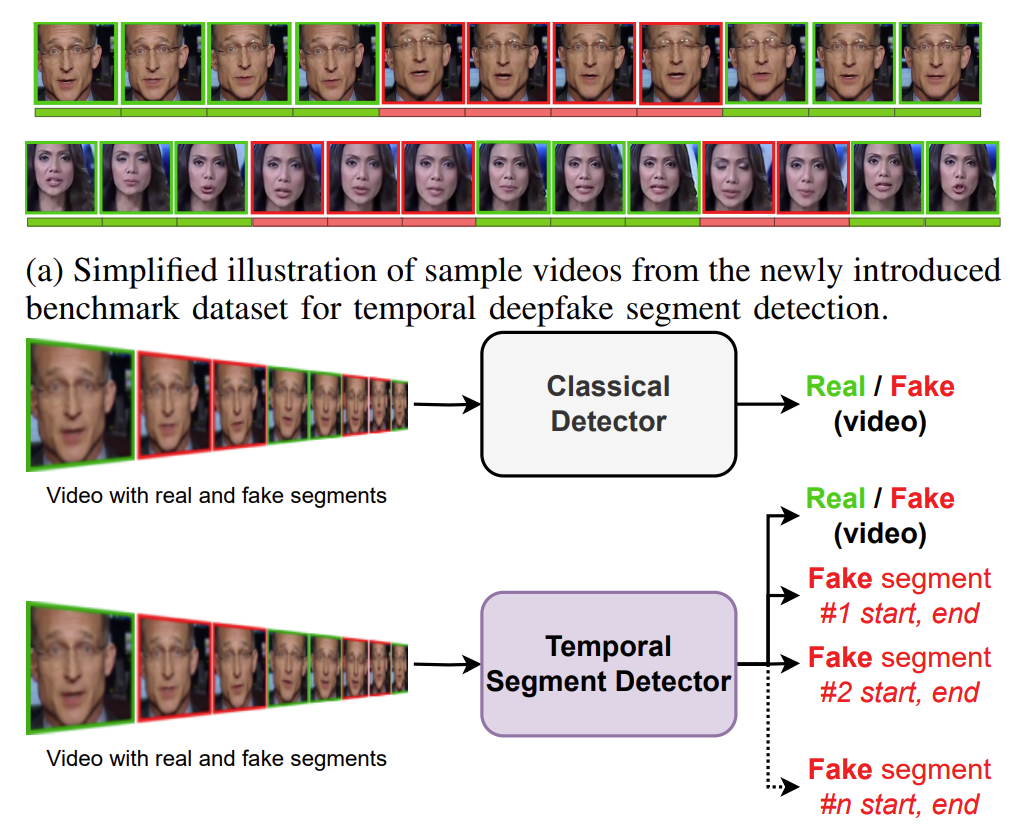 (a) Simplified illustration of sample videos from the newly introduced
benchmark dataset for temporal deepfake segment detection.
Classical
Detector
Real / Fake
(video)
Video with real and fake segments
Real / Fake
(video)
Fake segment
#1 start, end
Temporal
Segment Detector
Fake segment
#2 start, end
Video with real and fake segments
Fake segment
#n start, end